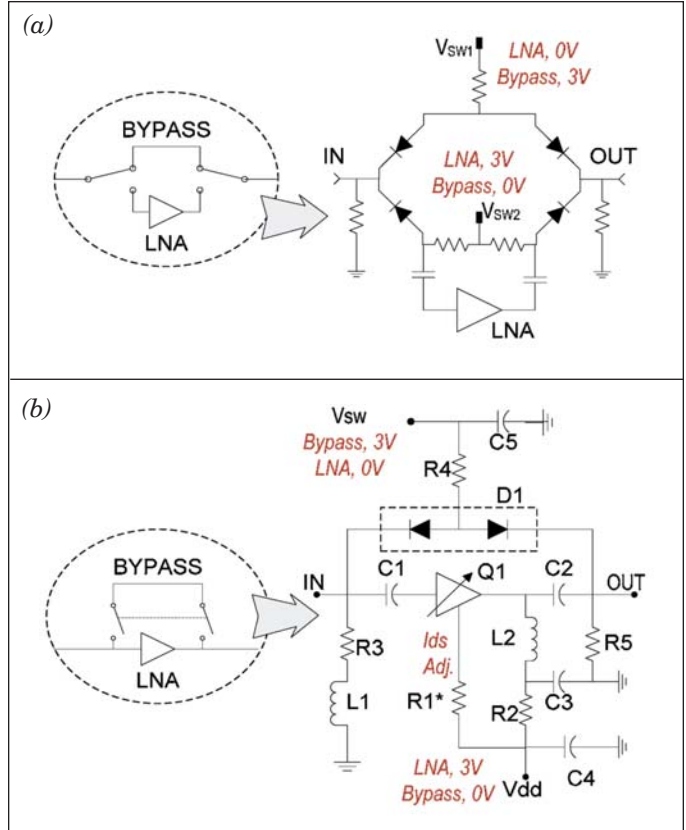 (a)
VSW1
LNA, 0V
Bypass, 3V
BYPASS
LNA
IN
LNA, 3V
Bypass, 0V
OUT
VSW2
LNA
(b)
Vsw
Bypass, 3V
LNA, 0V
C5
R4
D1
BYPASS
LNA
IN
C1
Q1
C2
OUT
R3
Ids
Adj.
L2
R5
L1
R1*
R2
C3
LNA, 3V
Bypass, 0V
Vdd
C4